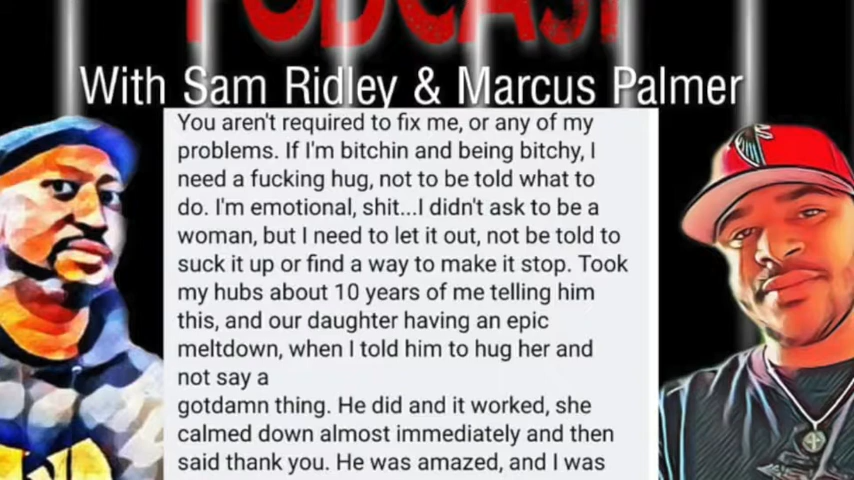 PODCAST
With Sam Ridley & Marcus Palmer
You aren't required to fix me, or any of my
problems. If I'm bitchin and being bitchy, I
need a fucking hug, not to be told what to
do. I'm emotional, shit...I didn't ask to be a
woman, but I need to let it out, not be told to
suck it up or find a way to make it stop. Took
my hubs about 10 years of me telling him
this, and our daughter having an epic
meltdown, when I told him to hug her and
not say a
gotdamn thing. He did and it worked, she
calmed down almost immediately and then
said thank you. He was amazed, and I was